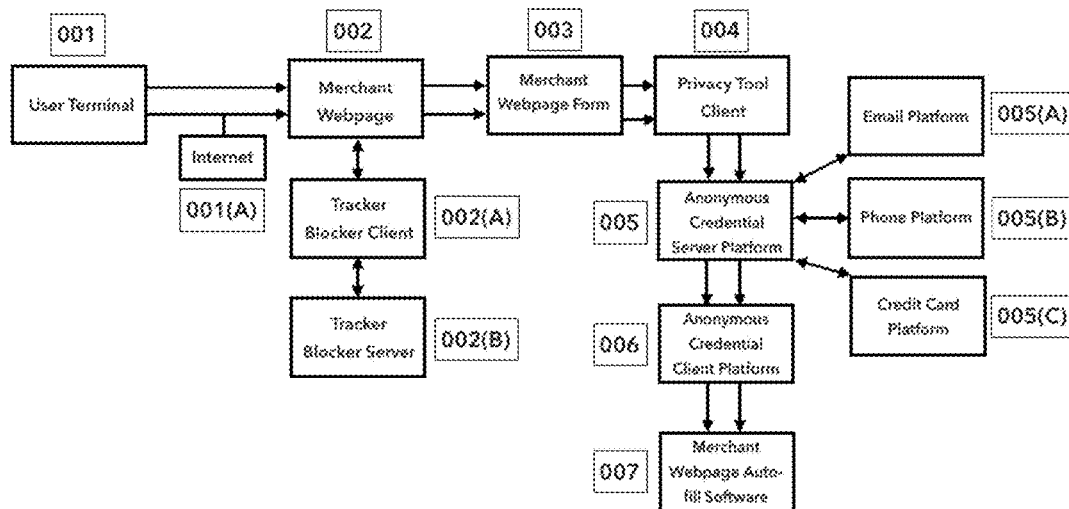 001
User Terminal
Internet
001(A)
002
Merchant
Webpage
Tracker
Blocker Client
002(A)
Tracker
Blocker Server
002(B)
003
Merchant
Webpage Form
004
Privacy Tool
Client
005
Anonymous
Credential
Server Platform
Email Platform
005(A)
Phone Platform
005(B)
Credit Card
Platform
005(C)
006
Anonymous
Credential
Client Platform
007
Merchant
Webpage Auto-
fill Software